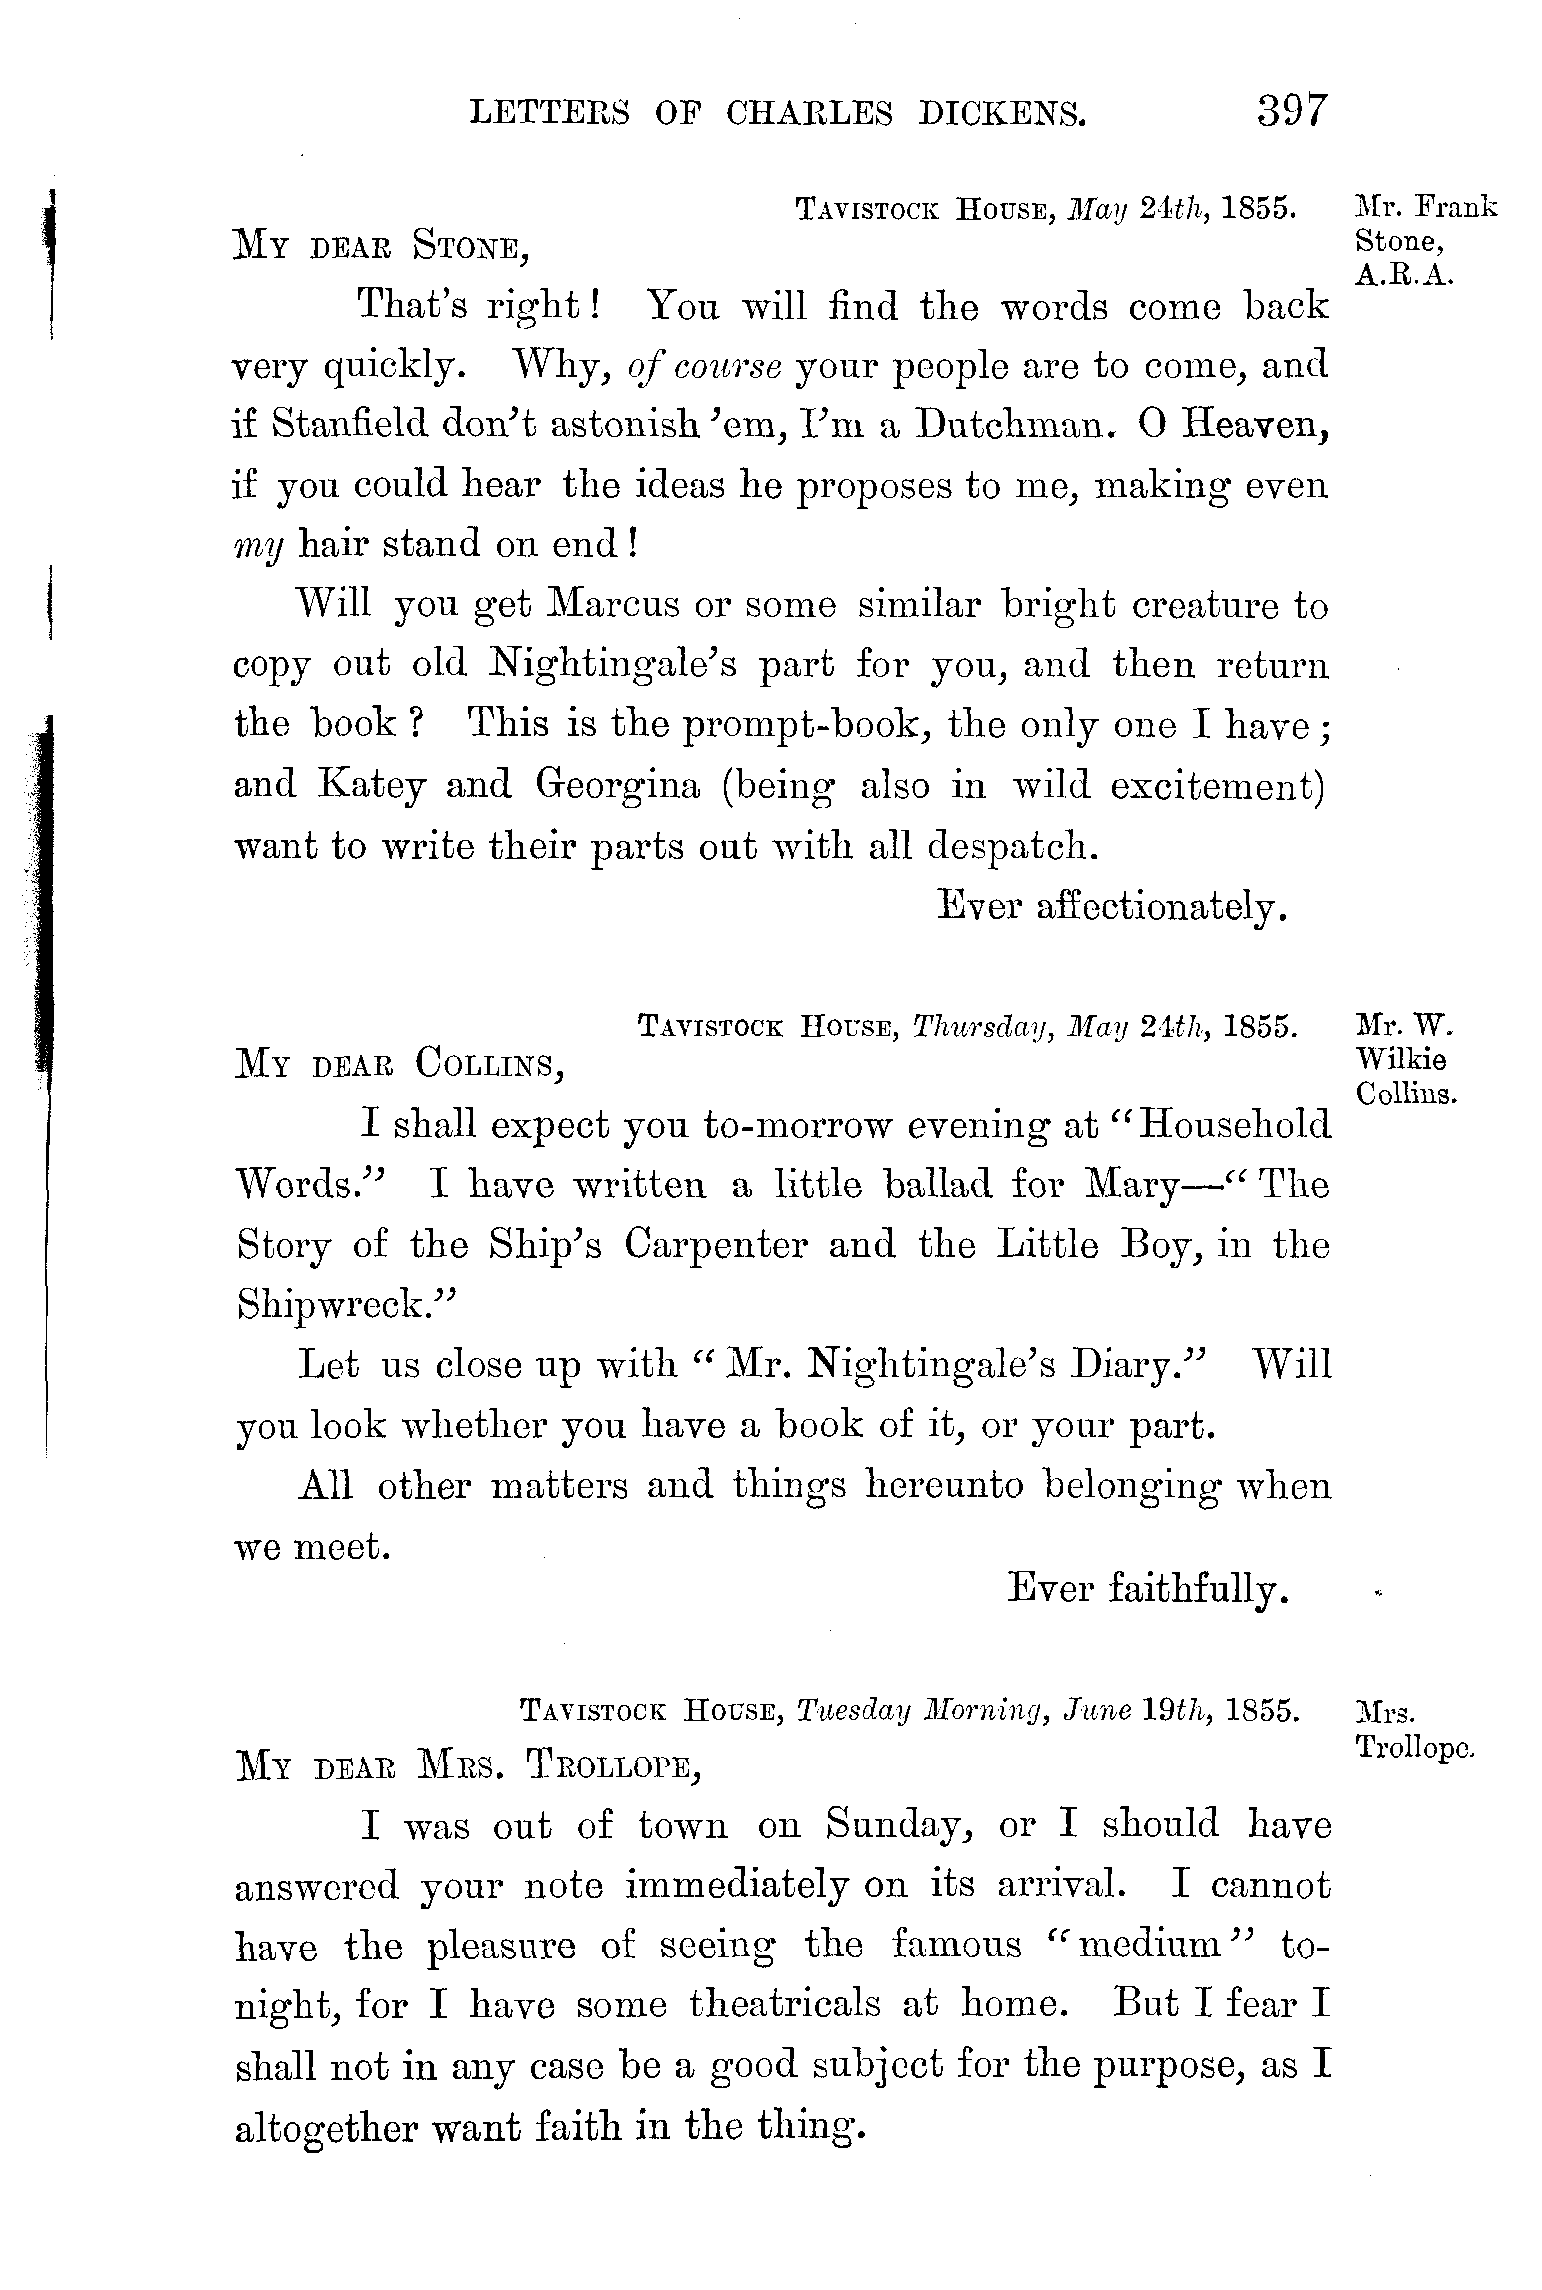 LETTERS OF CHARLES DICKENS. 397
TAVISTOCK HOUSE, May 24th, 1855.
Mr. Frank
Stone,
A.R.A.
MY DEAR STONE,
That's right! You will find the words come back
very quickly. Why, of course your people are to come, and
if Stanfield don't astonish 'em, I'm a Dutchman. O Heaven,
if you could hear the ideas he proposes to me, making even
my hair stand on end!
Will you get Marcus or some similar bright creature to
copy out old Nightingale's part for you, and then return
the book? This is the prompt-book, the only one I have;
and Katey and Georgina (being also in wild excitement)
want to write their parts out with all despatch.
Ever affectionately.
TAVISTOCK HOUSE, Thursday, May 24th, 1855.
Mr. W.
Wilkie
Collins.
MY DEAR COLLINS,
I shall expect you to-morrow evening at "Household
Words." I have written a little ballad for Mary—"The
Story of the Ship's Carpenter and the Little Boy, in the
Shipwreck."
Let us close up with "Mr. Nightingale's Diary." Will
you look whether you have a book of it, or your part.
All other matters and things hereunto belonging when
we meet.
Ever faithfully.
TAVISTOCK HOUSE, Tuesday Morning, June 19th, 1855.
Mrs.
Trollope.
MY DEAR MRS. TROLLOPE,
I was out of town on Sunday, or I should have
answered your note immediately on its arrival. I cannot
have the pleasure of seeing the famous "medium" to-
night, for I have some theatricals at home. But I fear I
shall not in any case be a good subject for the purpose, as I
altogether want faith in the thing.